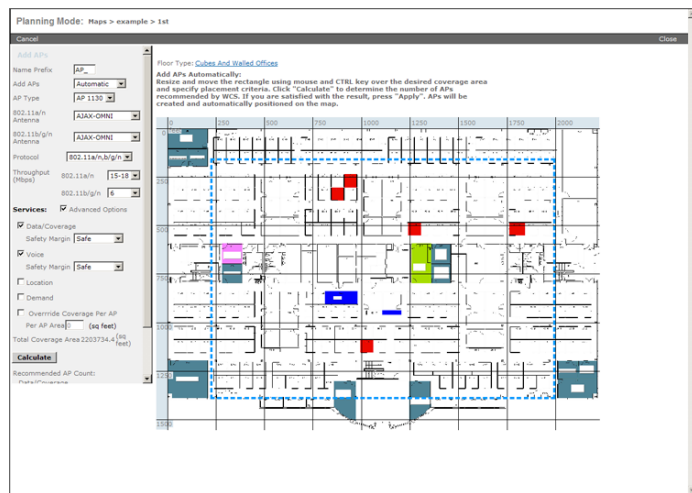 Planning Mode: Maps > example > 1st
Cancel
Close
Add APs
Name Prefix AP_
Add APs Automatic
AP Type AP 1130
802.11a/n Antenna AJAX-OMNI
802.11b/g/n Antenna AJAX-OMNI
Protocol 802.11a/n,b/g/n
Throughput (Mbps) 802.11a/n 15-18
802.11b/g/n 6
Services: Advanced Options
Data/Coverage
Safety Margin Safe
Voice
Safety Margin Safe
Location
Demand
Override Coverage Per AP
Per AP Area 0 (sq feet)
Total Coverage Area 2203734.4 (sq feet)
Calculate
Recommended AP Count:
Data/Coverage
Floor Type: Cubes And Walled Offices
Add APs Automatically:
Resize and move the rectangle using mouse and CTRL key over the desired coverage area
and specify placement criteria. Click "Calculate" to determine the number of APs
recommended by WCS. If you are satisfied with the result, press "Apply". APs will be
created and automatically positioned on the map.
0 250 500 750 1000 1250 1500 1750 2000
0
250
500
750
1000
1250
1500